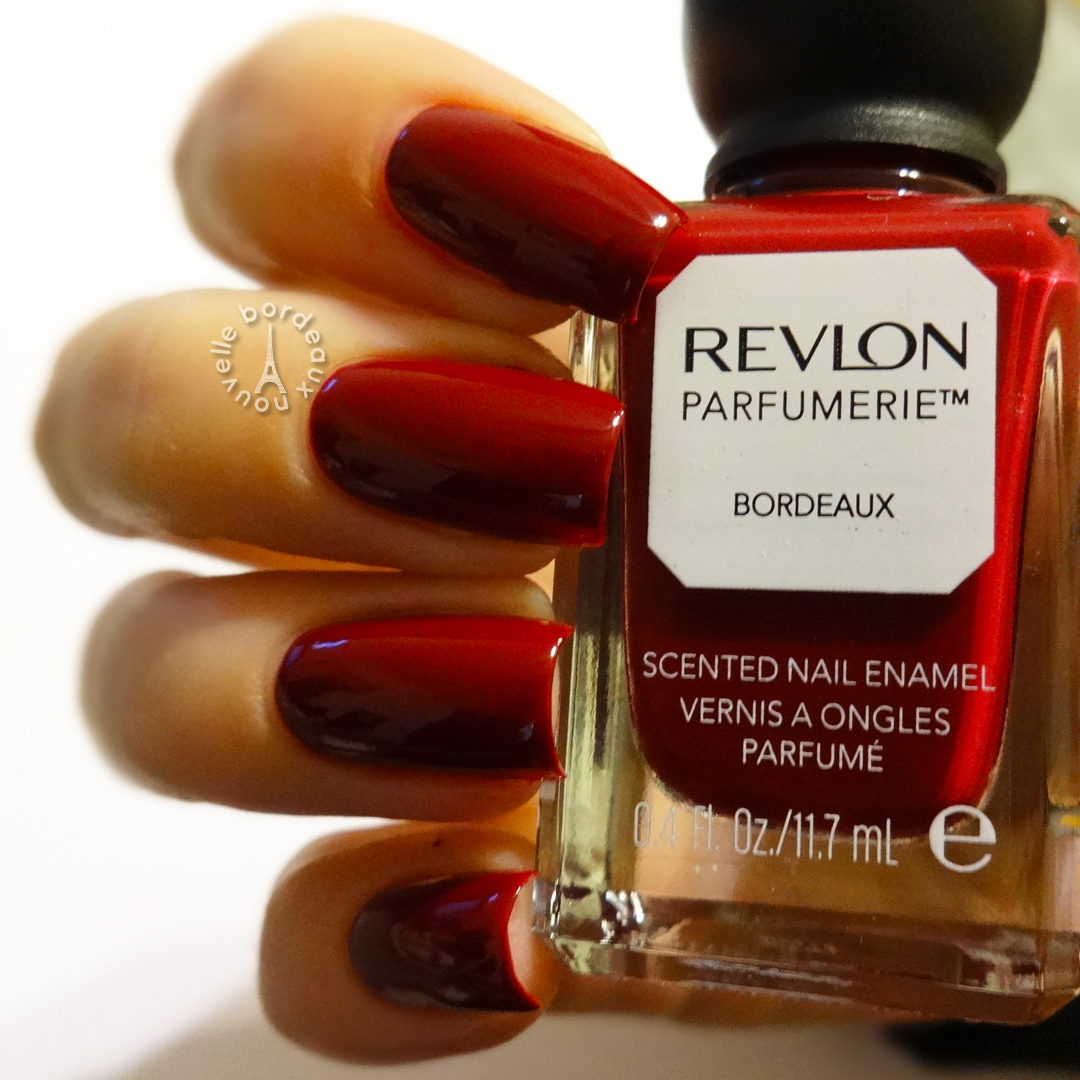 nouvelle bordeaux
REVLON
PARFUMERIE™
BORDEAUX
SCENTED NAIL ENAMEL
VERNIS A ONGLES
PARFUMÉ
0.4 fl. Oz./11.7 mL e